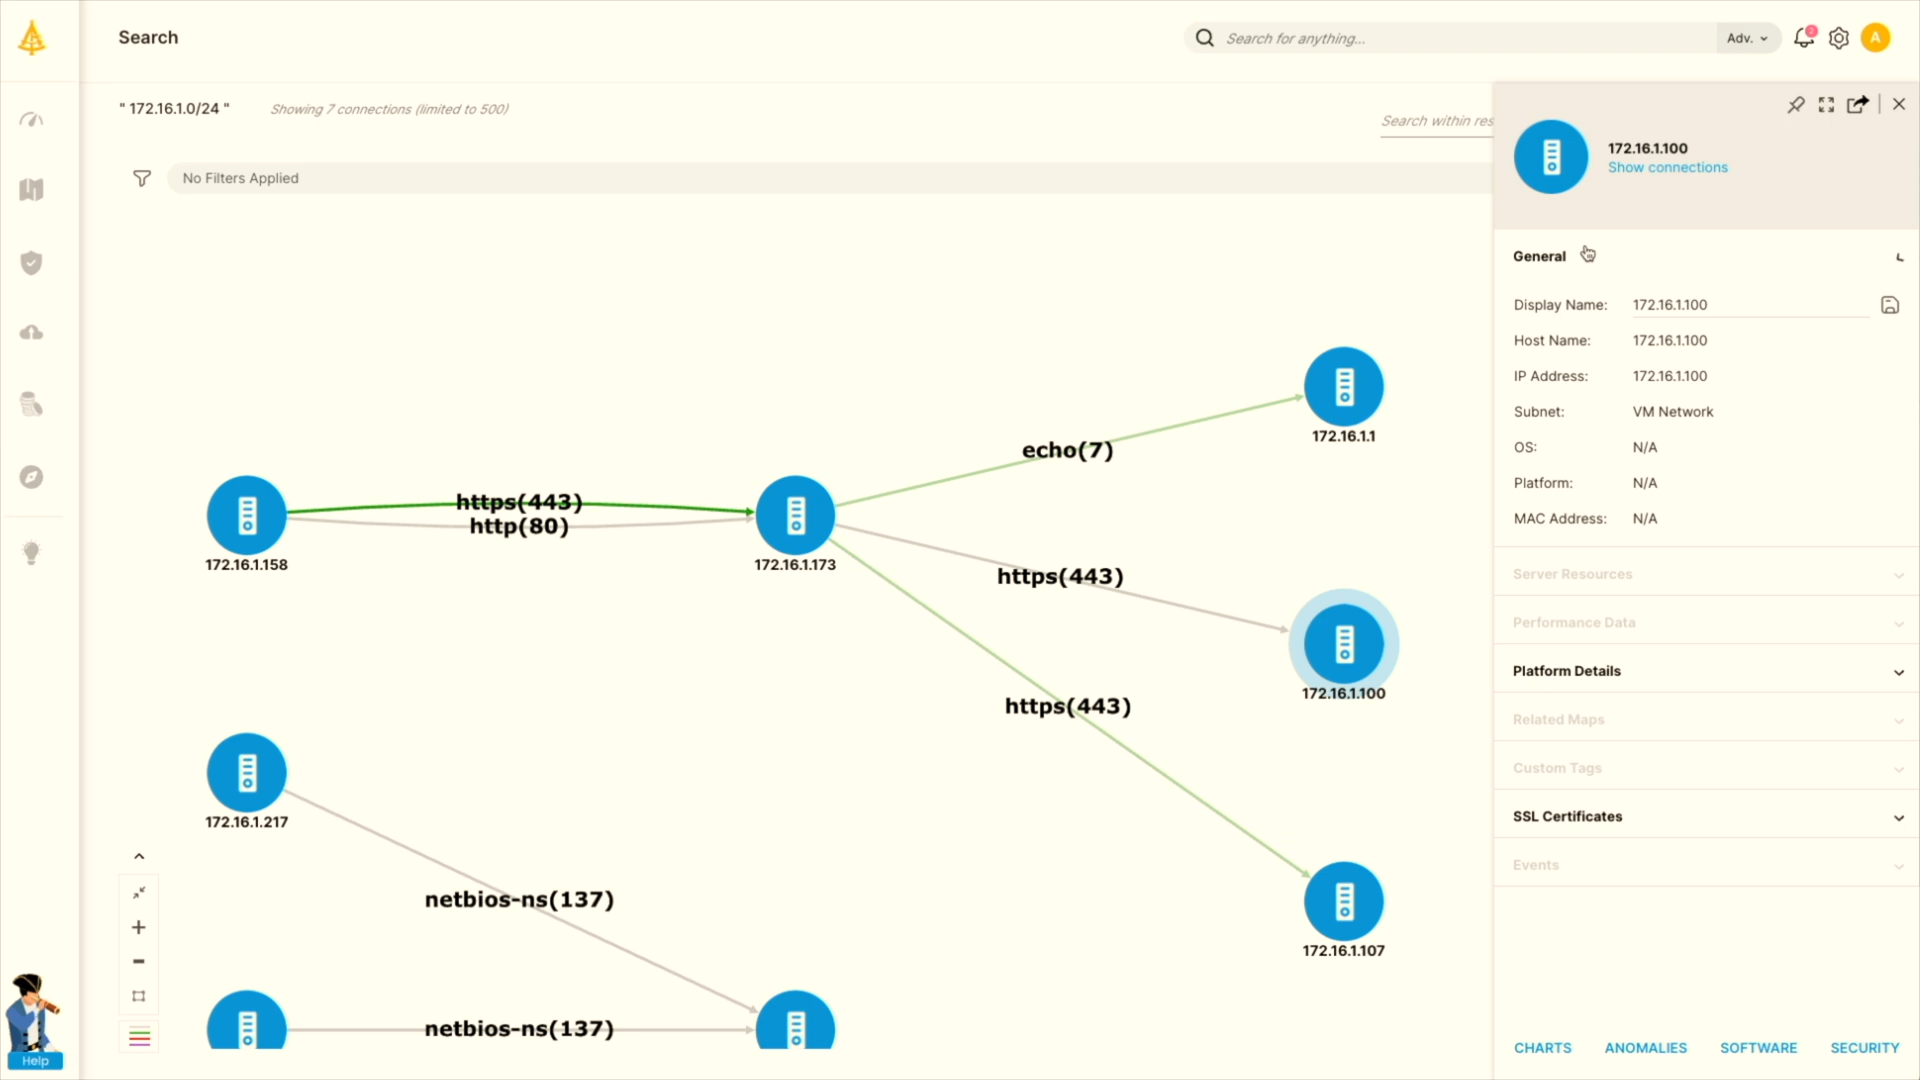 Search
Search for anything...
Adv.
2
A
" 172.16.1.0/24 "
Showing 7 connections (limited to 500)
Search within res
No Filters Applied
172.16.1.100
Show connections
General
Display Name: 172.16.1.100
Host Name: 172.16.1.100
IP Address: 172.16.1.100
Subnet: VM Network
OS: N/A
Platform: N/A
MAC Address: N/A
Server Resources
Performance Data
Platform Details
Related Maps
Custom Tags
SSL Certificates
Events
CHARTS ANOMALIES SOFTWARE SECURITY
172.16.1.1
echo(7)
https(443)
http(80)
172.16.1.158
172.16.1.173
https(443)
172.16.1.100
https(443)
172.16.1.217
netbios-ns(137)
172.16.1.107
netbios-ns(137)
Help